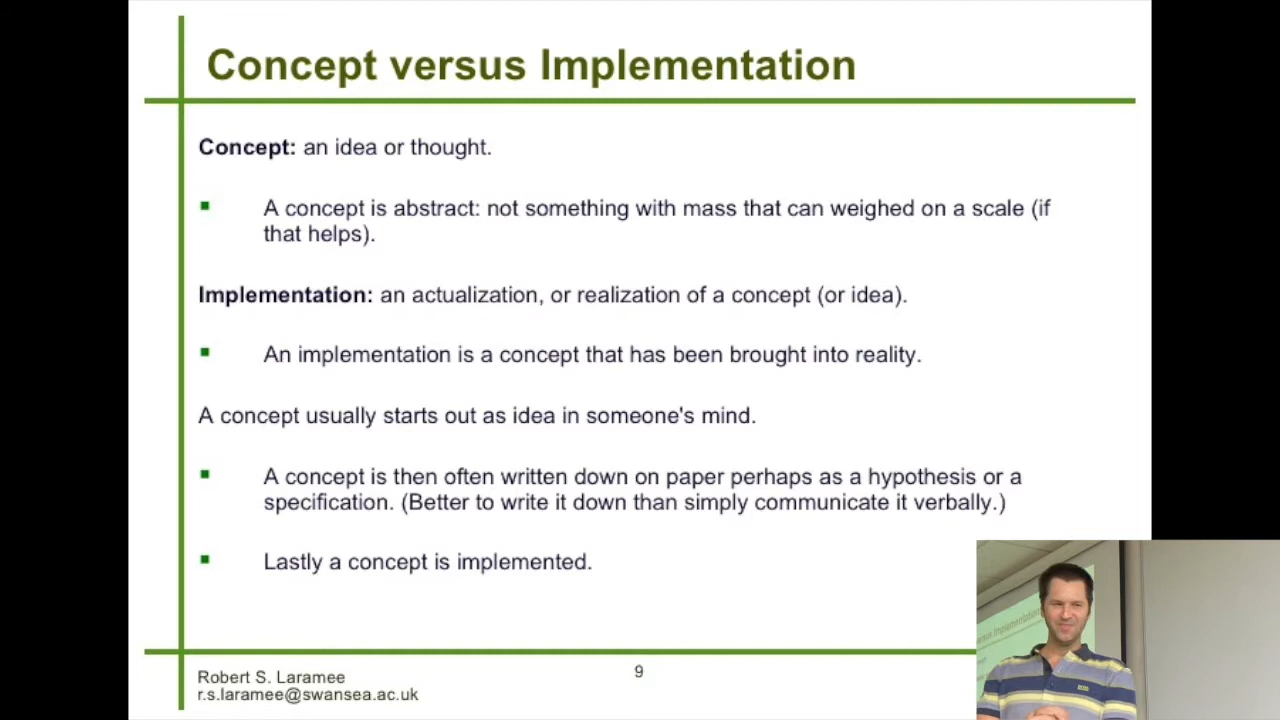 Concept versus Implementation
Concept: an idea or thought.
A concept is abstract: not something with mass that can weighed on a scale (if
that helps).
Implementation: an actualization, or realization of a concept (or idea).
An implementation is a concept that has been brought into reality.
A concept usually starts out as idea in someone's mind.
A concept is then often written down on paper perhaps as a hypothesis or a
specification. (Better to write it down than simply communicate it verbally.)
Lastly a concept is implemented.
Robert S. Laramee
r.s.laramee@swansea.ac.uk
9